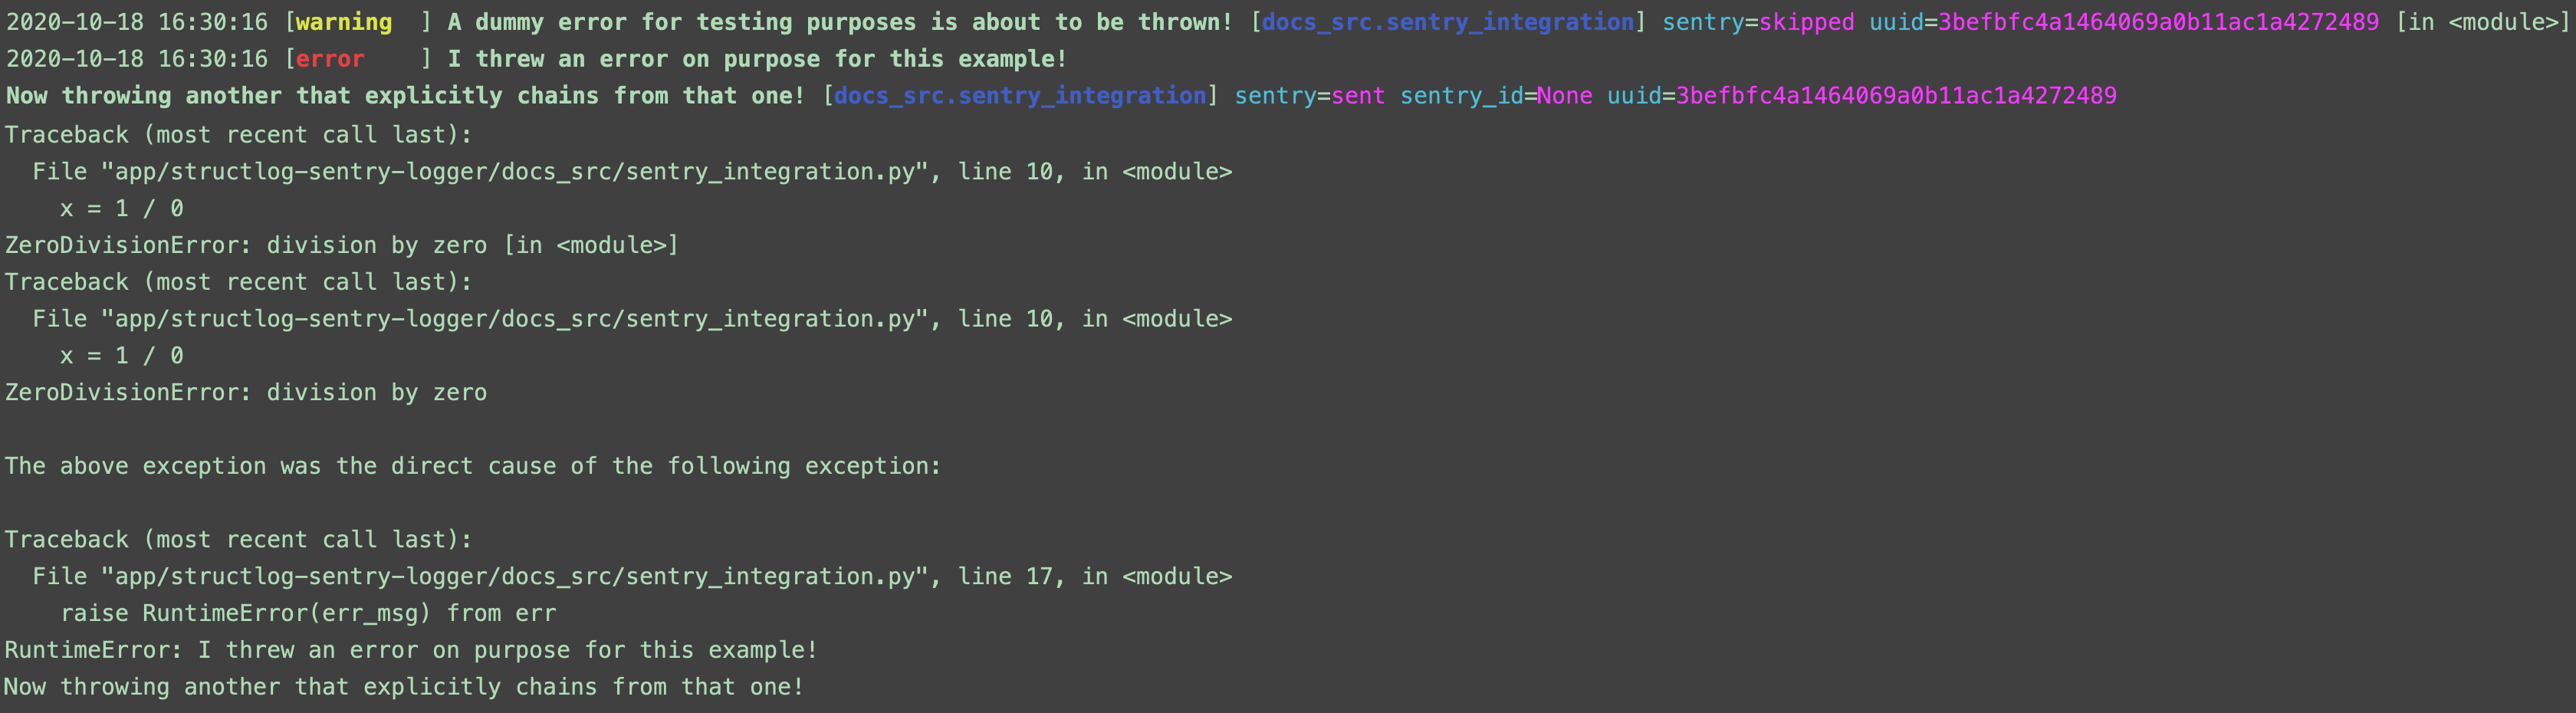 2020-10-18 16:30:16 [warning  ] A dummy error for testing purposes is about to be thrown! [docs_src.sentry_integration] sentry=skipped uuid=3befbfc4a1464069a0b11ac1a4272489 [in <module>]
2020-10-18 16:30:16 [error    ] I threw an error on purpose for this example!
Now throwing another that explicitly chains from that one! [docs_src.sentry_integration] sentry=sent sentry_id=None uuid=3befbfc4a1464069a0b11ac1a4272489
Traceback (most recent call last):
  File "app/structlog-sentry-logger/docs_src/sentry_integration.py", line 10, in <module>
    x = 1 / 0
ZeroDivisionError: division by zero [in <module>]
Traceback (most recent call last):
  File "app/structlog-sentry-logger/docs_src/sentry_integration.py", line 10, in <module>
    x = 1 / 0
ZeroDivisionError: division by zero

The above exception was the direct cause of the following exception:

Traceback (most recent call last):
  File "app/structlog-sentry-logger/docs_src/sentry_integration.py", line 17, in <module>
    raise RuntimeError(err_msg) from err
RuntimeError: I threw an error on purpose for this example!
Now throwing another that explicitly chains from that one!